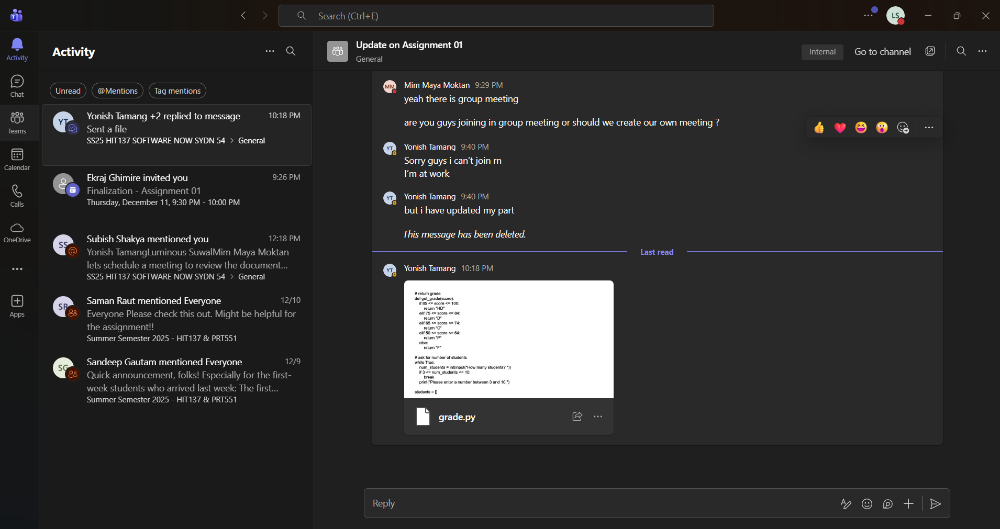 Search (Ctrl+E)
LS
Activity
Chat
Teams
Calendar
Calls
OneDrive
Apps
Activity
Unread
@Mentions
Tag mentions
YT
Yonish Tamang +2 replied to message
10:18 PM
Sent a file
SS25 HIT137 SOFTWARE NOW SYDN 54 > General
Ekraj Ghimire invited you
9:26 PM
Finalization - Assignment 01
Thursday, December 11, 9:30 PM - 10:00 PM
SS
Subish Shakya mentioned you
12:18 PM
Yonish TamangLuminous SuwalMim Maya Moktan
lets schedule a meeting to review the document...
SS25 HIT137 SOFTWARE NOW SYDN 54 > General
SR
Saman Raut mentioned Everyone
12/10
Everyone Please check this out. Might be helpful for
the assignment!!
Summer Semester 2025 - HIT137 & PRT551
SG
Sandeep Gautam mentioned Everyone
12/9
Quick announcement, folks! Especially for the first-
week students who arrived last week: The first...
Summer Semester 2025 - HIT137 & PRT551
Update on Assignment 01
General
Internal
Go to channel
MM
Mim Maya Moktan 9:29 PM
yeah there is group meeting
are you guys joining in group meeting or should we create our own meeting ?
YT
Yonish Tamang 9:40 PM
Sorry guys i can't join rn
I'm at work
YT
Yonish Tamang 9:40 PM
but i have updated my part
This message has been deleted.
Last read
YT
Yonish Tamang 10:18 PM
# return grade
def get_grade(score):
if 85 <= score <= 100:
return "HD"
elif 75 <= score <= 84:
return "D"
elif 65 <= score <= 74:
return "C"
elif 50 <= score <= 64:
return "P"
else:
return "F"
# ask for number of students
while True:
num_students = int(input("How many students? "))
if 3 <= num_students <= 10:
break
print("Please enter a number between 3 and 10.")
students = []
grade.py
Reply